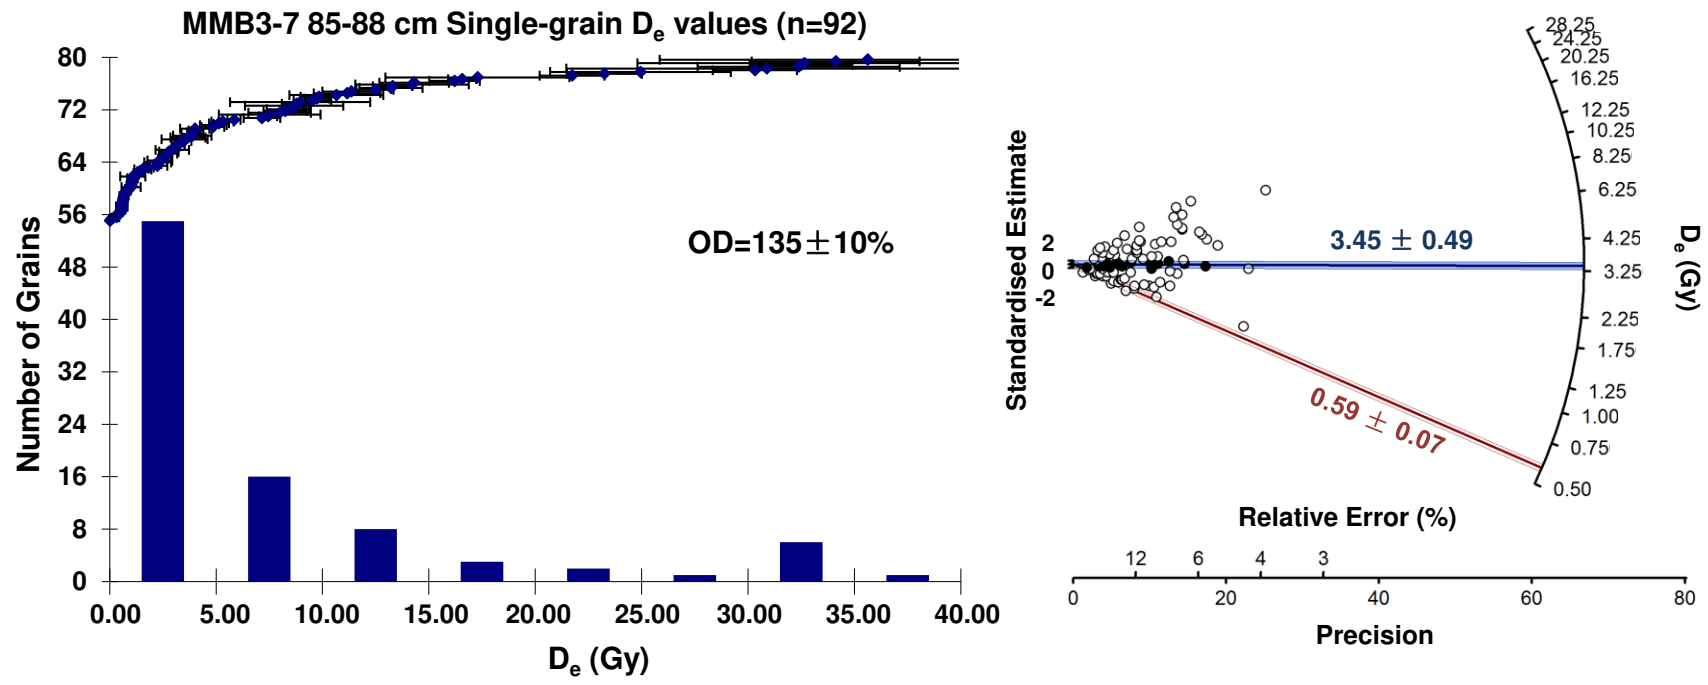 MMB3-7 85-88 cm Single-grain De values (n=92)
80
72
64
56
48
40
32
24
16
8
0
Number of Grains
OD=135±10%
0.00 5.00 10.00 15.00 20.00 25.00 30.00 35.00 40.00
De (Gy)
Standardised Estimate
2
0
-2
3.45 ± 0.49
0.59 ± 0.07
28.25
24.25
20.25
16.25
12.25
10.25
8.25
6.25
4.25
3.25
2.25
1.75
1.25
1.00
0.75
0.50
De (Gy)
Relative Error (%)
12 6 4 3
0 20 40 60 80
Precision